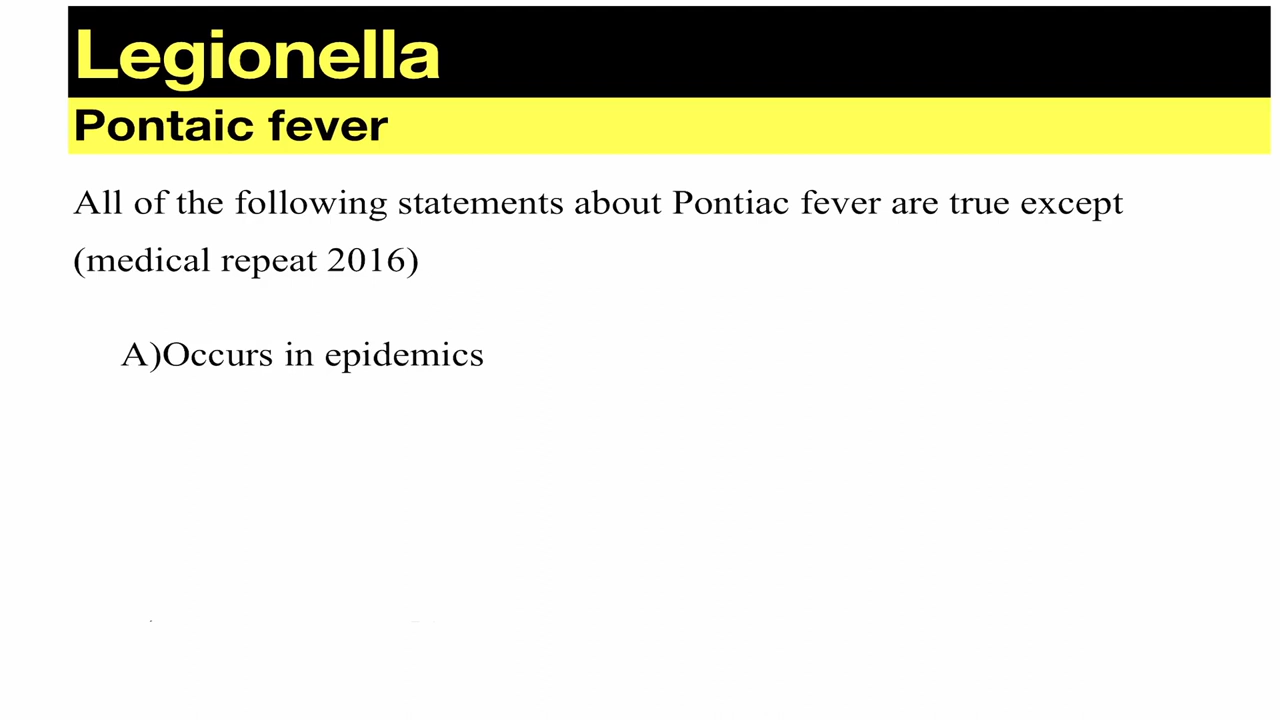 Legionella
Pontaic fever
All of the following statements about Pontiac fever are true except
(medical repeat 2016)
A)Occurs in epidemics